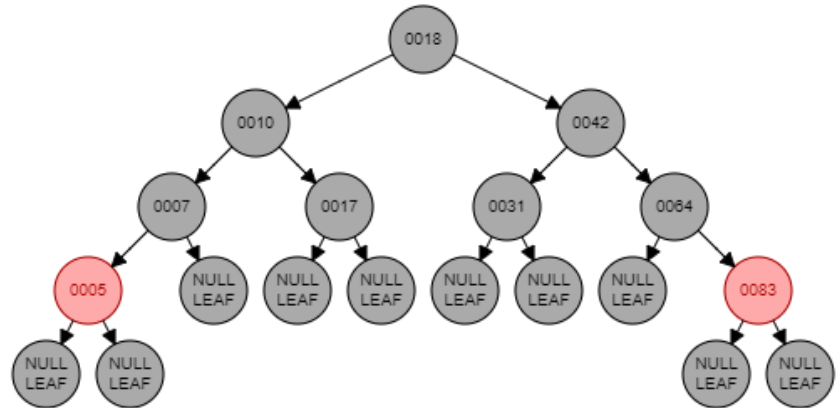 0018
0010
0042
0007
0017
0031
0064
0005
NULL
LEAF
NULL
LEAF
NULL
LEAF
NULL
LEAF
NULL
LEAF
NULL
LEAF
0083
NULL
LEAF
NULL
LEAF
NULL
LEAF
NULL
LEAF